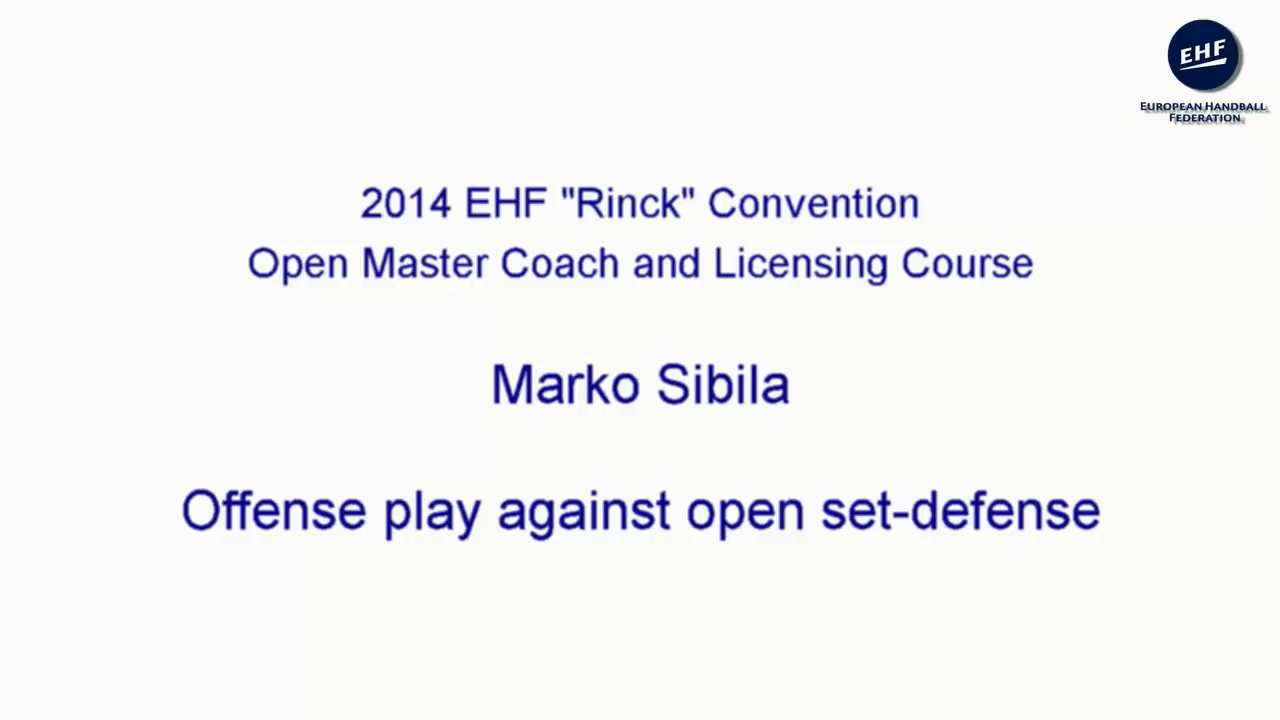 EHF
EUROPEAN HANDBALL
FEDERATION
2014 EHF "Rinck" Convention
Open Master Coach and Licensing Course
Marko Sibila
Offense play against open set-defense